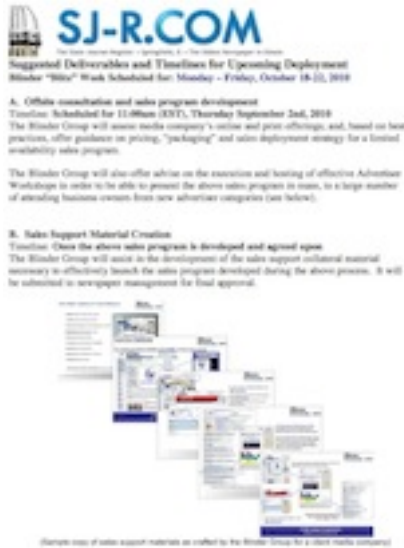 SJ-R.COM
The State Journal-Register - Springfield, IL - The Oldest Newspaper in Illinois
Suggested Deliverables and Timelines for Upcoming Deployment
Blinder "Blitz" Week Scheduled for: Monday – Friday, October 18-22, 2010
A. Offsite consultation and sales program development
Timeline: Scheduled for 11:00am (EST), Thursday September 2nd, 2010
The Blinder Group will assess media company's online and print offerings, and, based on best
practices, offer guidance on pricing, "packaging" and sales deployment strategy for a limited
availability sales program.
The Blinder Group will also offer advise on the execution and hosting of effective Advertiser
Workshops in order to be able to present the above sales program in mass, to a large number
of attending business owners from new advertiser categories (see below).
B. Sales Support Material Creation
Timeline: Once the above sales program is developed and agreed upon
The Blinder Group will assist in the development of the sales support collateral material
necessary to effectively launch the sales program developed during the above process. It will
be submitted to newspaper management for final approval.
(Sample copy of sales support materials as crafted by the Blinder Group for a client media company)